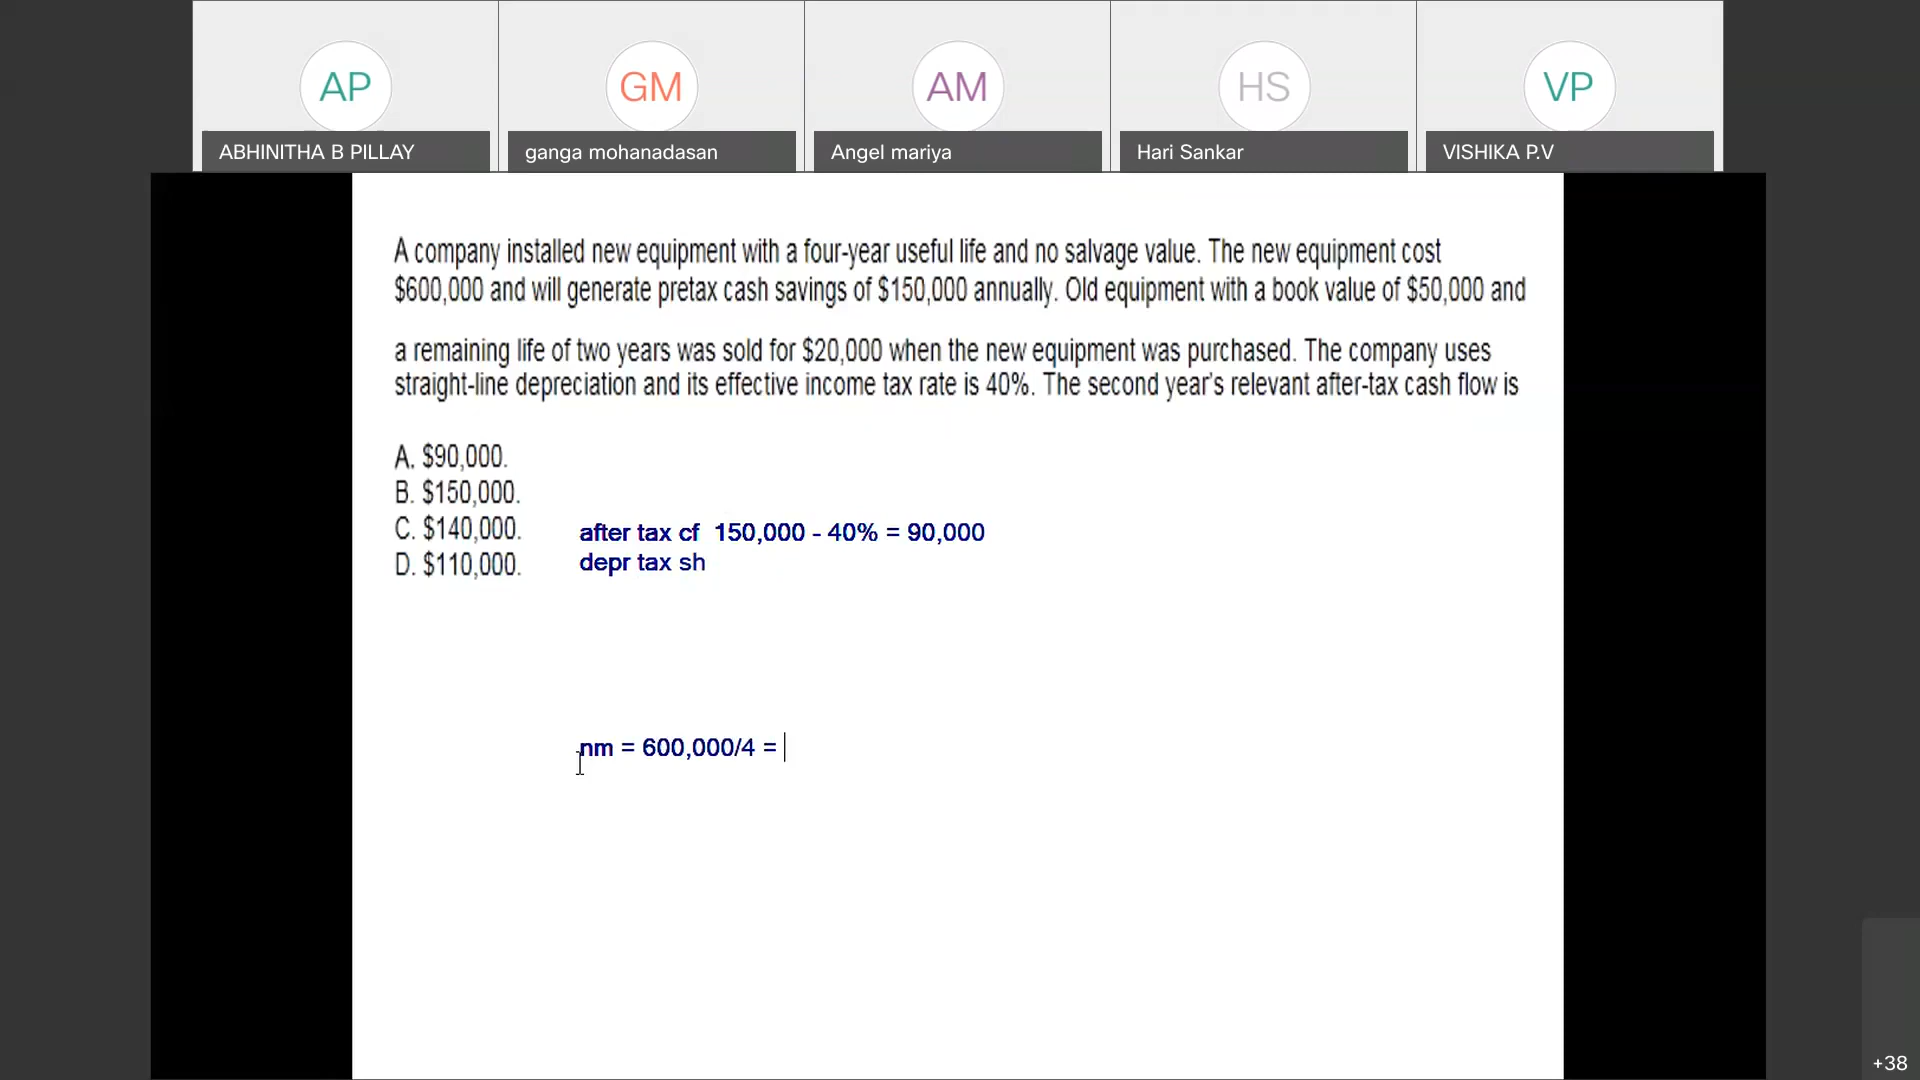 AP
GM
AM
HS
VP
ABHINITHA B PILLAY
ganga mohanadasan
Angel mariya
Hari Sankar
VISHIKA P.V
A company installed new equipment with a four-year useful life and no salvage value. The new equipment cost
$600,000 and will generate pretax cash savings of $150,000 annually. Old equipment with a book value of $50,000 and
a remaining life of two years was sold for $20,000 when the new equipment was purchased. The company uses
straight-line depreciation and its effective income tax rate is 40%. The second year's relevant after-tax cash flow is
A. $90,000.
B. $150,000.
C. $140,000.
D. $110,000.
after tax cf 150,000 - 40% = 90,000
depr tax sh
nm = 600,000/4 =
+38